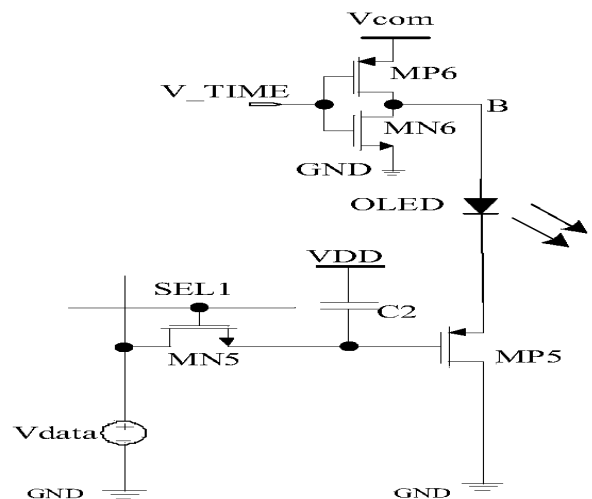 Vcom
MP6
V_TIME
B
MN6
GND
OLED
VDD
SEL1
C2
MN5
MP5
Vdata
GND
GND